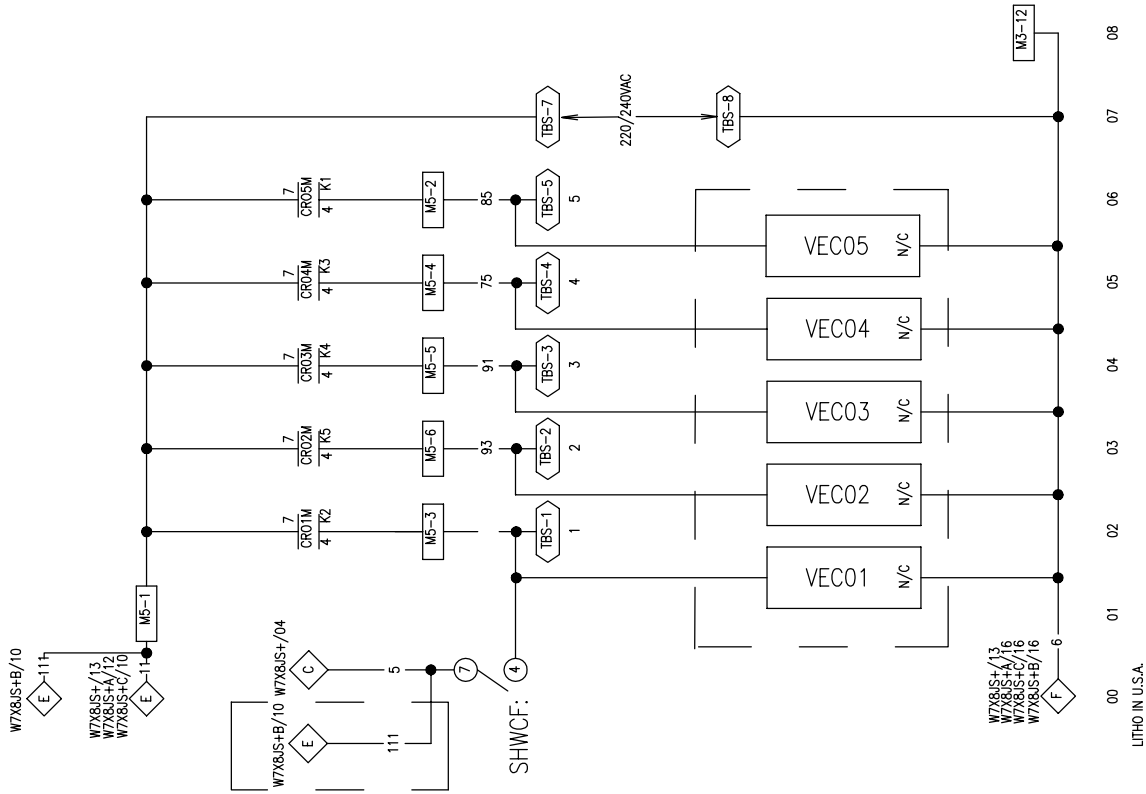 W7X8JS+B/10
E
111
W7X8JS+/13
W7X8JS+A/12
W7X8JS+C/10
E
11
M5-1
W7X8JS+B/10
E
111
W7X8JS+/04
C
5
7
4
SHWCF:
7
CR01M
4
K2
M5-3
TBS-1
1
7
CR02M
4
K5
M5-6
93
TBS-2
2
7
CR03M
4
K4
M5-5
91
TBS-3
3
7
CR04M
4
K3
M5-4
75
TBS-4
4
7
CR05M
4
K1
M5-2
85
TBS-5
5
TBS-7
220/240VAC
TBS-8
VEC01
N/C
VEC02
N/C
VEC03
N/C
VEC04
N/C
VEC05
N/C
W7X8JS+/13
W7X8JS+A/16
W7X8JS+C/16
W7X8JS+B/16
F
6
M3-12
00
01
02
03
04
05
06
07
08
LITHO IN U.S.A.